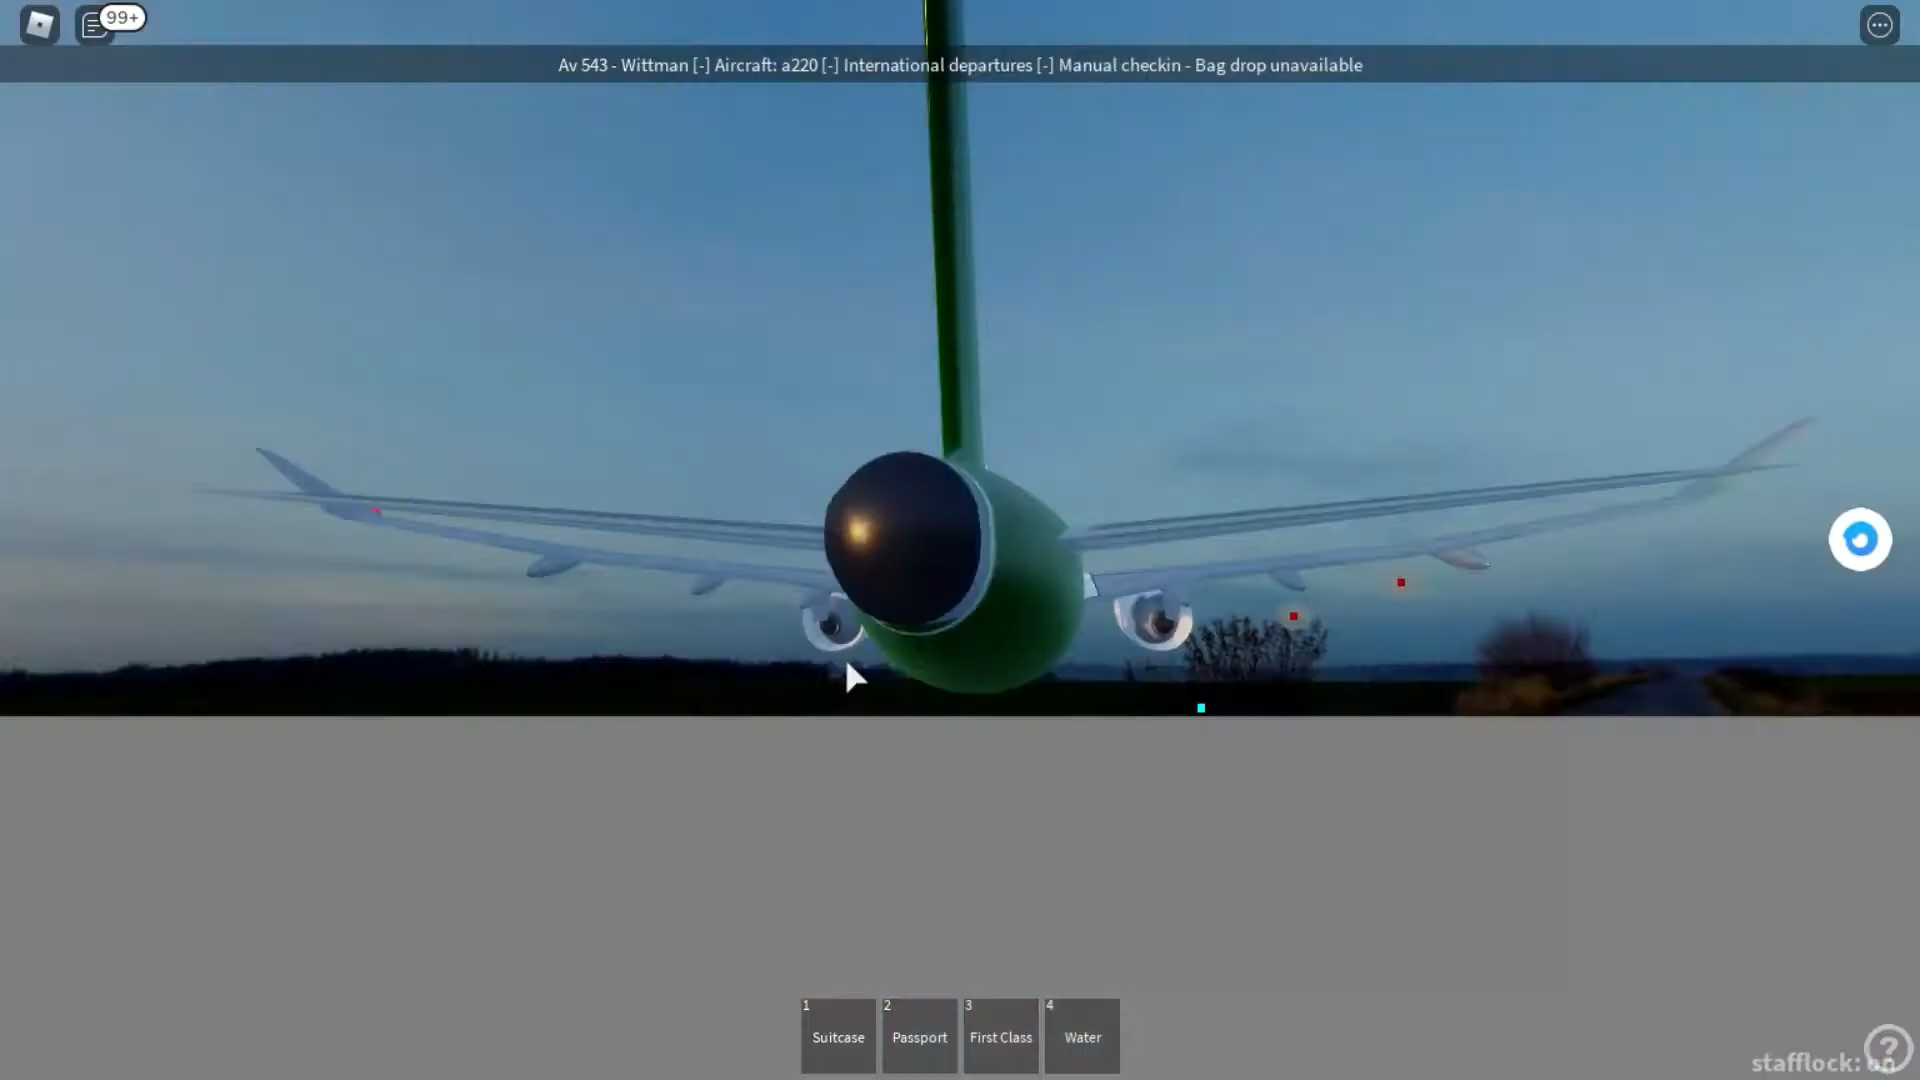 99+
Av 543 - Wittman [-] Aircraft: a220 [-] International departures [-] Manual checkin - Bag drop unavailable
1
Suitcase
2
Passport
3
First Class
4
Water
stafflock: on
?